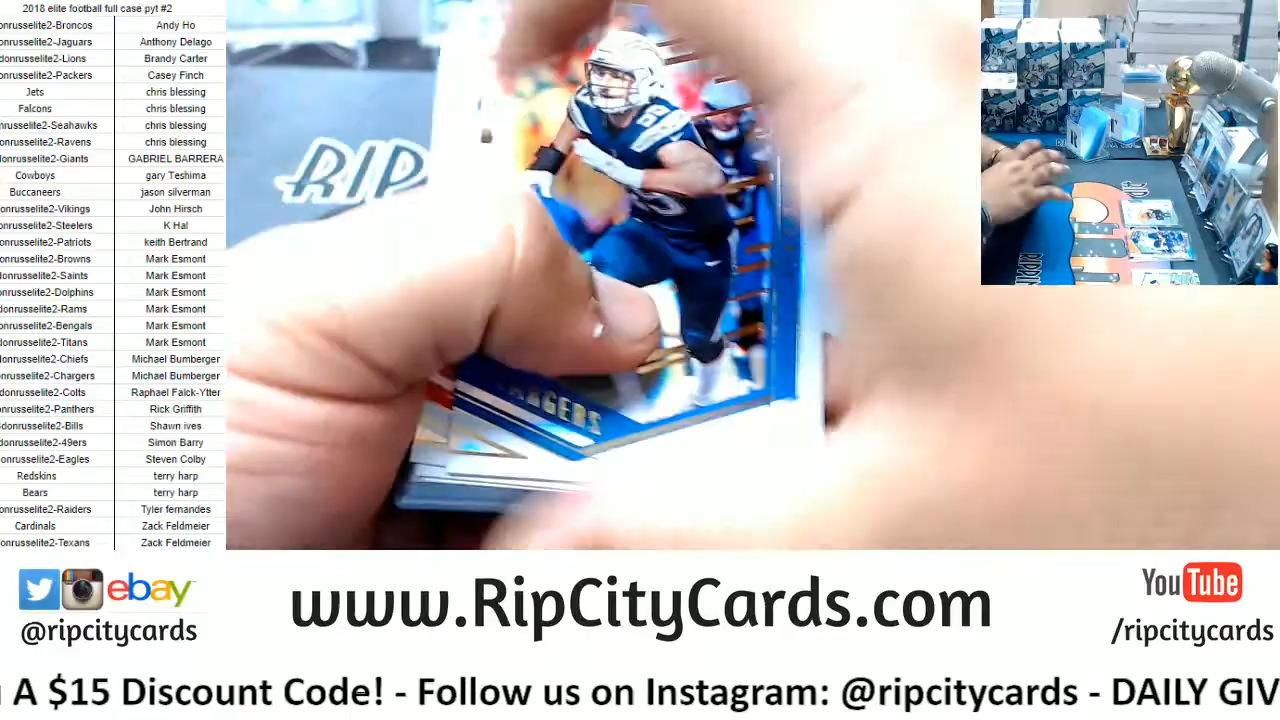 2018 elite football full case pyt #2
onrusselite2-Broncos Andy Ho
onrusselite2-Jaguars Anthony Delago
donrusselite2-Lions Brandy Carter
onrusselite2-Packers Casey Finch
Jets chris blessing
Falcons chris blessing
nrusselite2-Seahawks chris blessing
onrusselite2-Ravens chris blessing
onrusselite2-Giants GABRIEL BARRERA
Cowboys gary Teshima
Buccaneers jason silverman
onrusselite2-Vikings John Hirsch
onrusselite2-Steelers K Hal
onrusselite2-Patriots keith Bertrand
onrusselite2-Browns Mark Esmont
donrusselite2-Saints Mark Esmont
onrusselite2-Dolphins Mark Esmont
donrusselite2-Rams Mark Esmont
onrusselite2-Bengals Mark Esmont
donrusselite2-Titans Mark Esmont
onrusselite2-Chiefs Michael Bumberger
onrusselite2-Chargers Michael Bumberger
donrusselite2-Colts Raphael Falck-Ytter
onrusselite2-Panthers Rick Griffith
donrusselite2-Bills Shawn ives
donrusselite2-49ers Simon Barry
onrusselite2-Eagles Steven Colby
Redskins terry harp
Bears terry harp
onrusselite2-Raiders Tyler fernandes
Cardinals Zack Feldmeier
onrusselite2-Texans Zack Feldmeier
RIP
RGERS
RIPPIN
ebay
@ripcitycards
www.RipCityCards.com
YouTube
/ripcitycards
A $15 Discount Code! - Follow us on Instagram: @ripcitycards - DAILY GIV